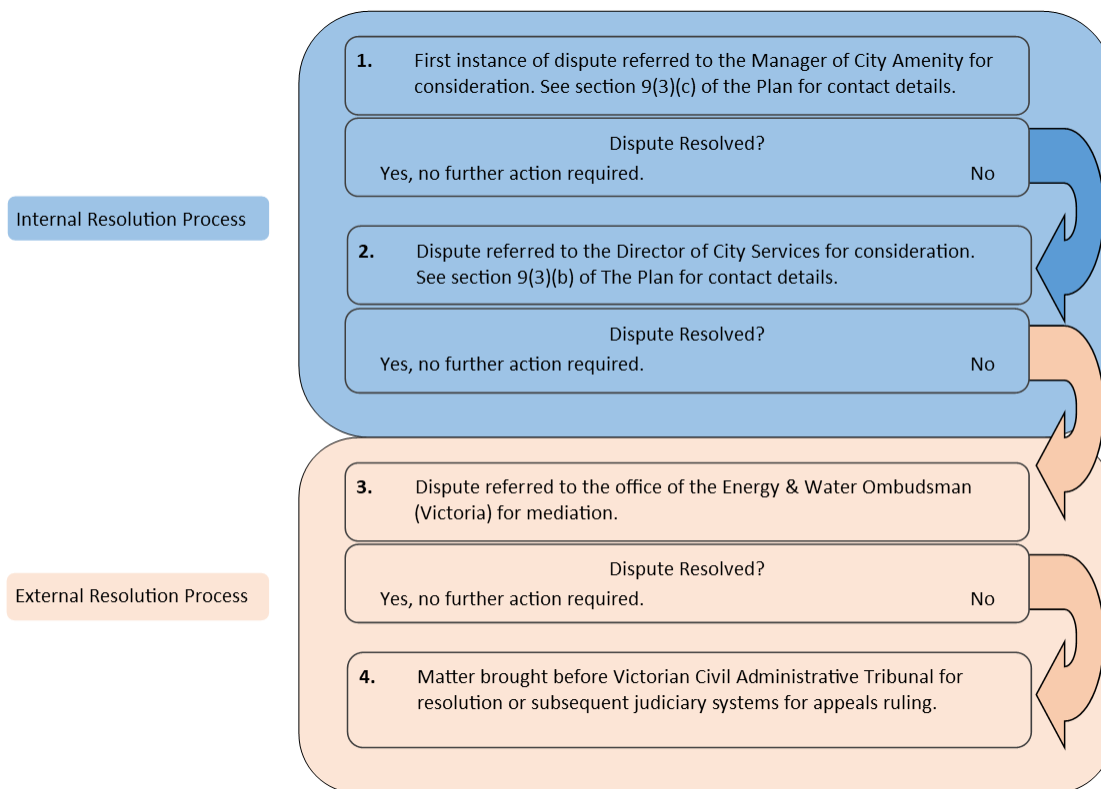 1. First instance of dispute referred to the Manager of City Amenity for
consideration. See section 9(3)(c) of the Plan for contact details.
Dispute Resolved?
Yes, no further action required. No
Internal Resolution Process
2. Dispute referred to the Director of City Services for consideration.
See section 9(3)(b) of The Plan for contact details.
Dispute Resolved?
Yes, no further action required. No
3. Dispute referred to the office of the Energy & Water Ombudsman
(Victoria) for mediation.
Dispute Resolved?
Yes, no further action required. No
External Resolution Process
4. Matter brought before Victorian Civil Administrative Tribunal for
resolution or subsequent judiciary systems for appeals ruling.